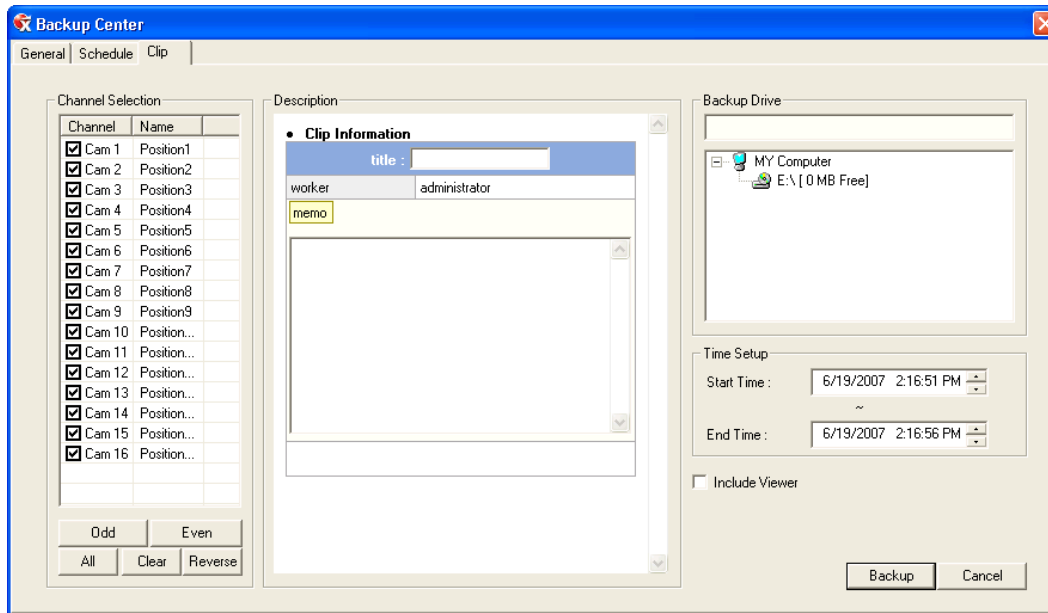 Backup Center
General Schedule Clip
Channel Selection
Channel Name
Cam 1 Position1
Cam 2 Position2
Cam 3 Position3
Cam 4 Position4
Cam 5 Position5
Cam 6 Position6
Cam 7 Position7
Cam 8 Position8
Cam 9 Position9
Cam 10 Position...
Cam 11 Position...
Cam 12 Position...
Cam 13 Position...
Cam 14 Position...
Cam 15 Position...
Cam 16 Position...
Odd Even
All Clear Reverse
Description
• Clip Information
title :
worker administrator
memo
Backup Drive
MY Computer
E:\ [ 0 MB Free]
Time Setup
Start Time : 6/19/2007 2:16:51 PM
~
End Time : 6/19/2007 2:16:56 PM
Include Viewer
Backup Cancel